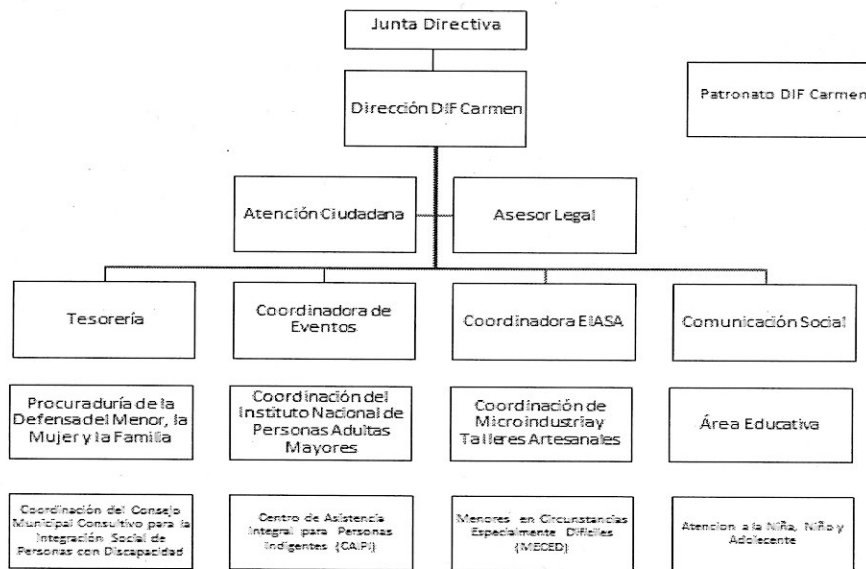 Junta Directiva
Dirección DIF Carmen
Patronato DIF Carmen
Atención Ciudadana
Asesor Legal
Tesorería
Coordinadora de
Eventos
Coordinadora EIASA
Comunicación Social
Procuraduría de la
Defensa del Menor, la
Mujer y la Familia
Coordinación del
Instituto Nacional de
Personas Adultas
Mayores
Coordinación de
Microindustria y
Talleres Artesanales
Área Educativa
Coordinación del Consejo
Municipal Consultivo para la
Integración Social de
Personas con Discapacidad
Centro de Asistencia
Integral para Personas
Indigentes (CAIPI)
Menores en Circunstancias
Especialmente Difíciles
(MECED)
Atencion a la Niña, Niño y
Adolecente